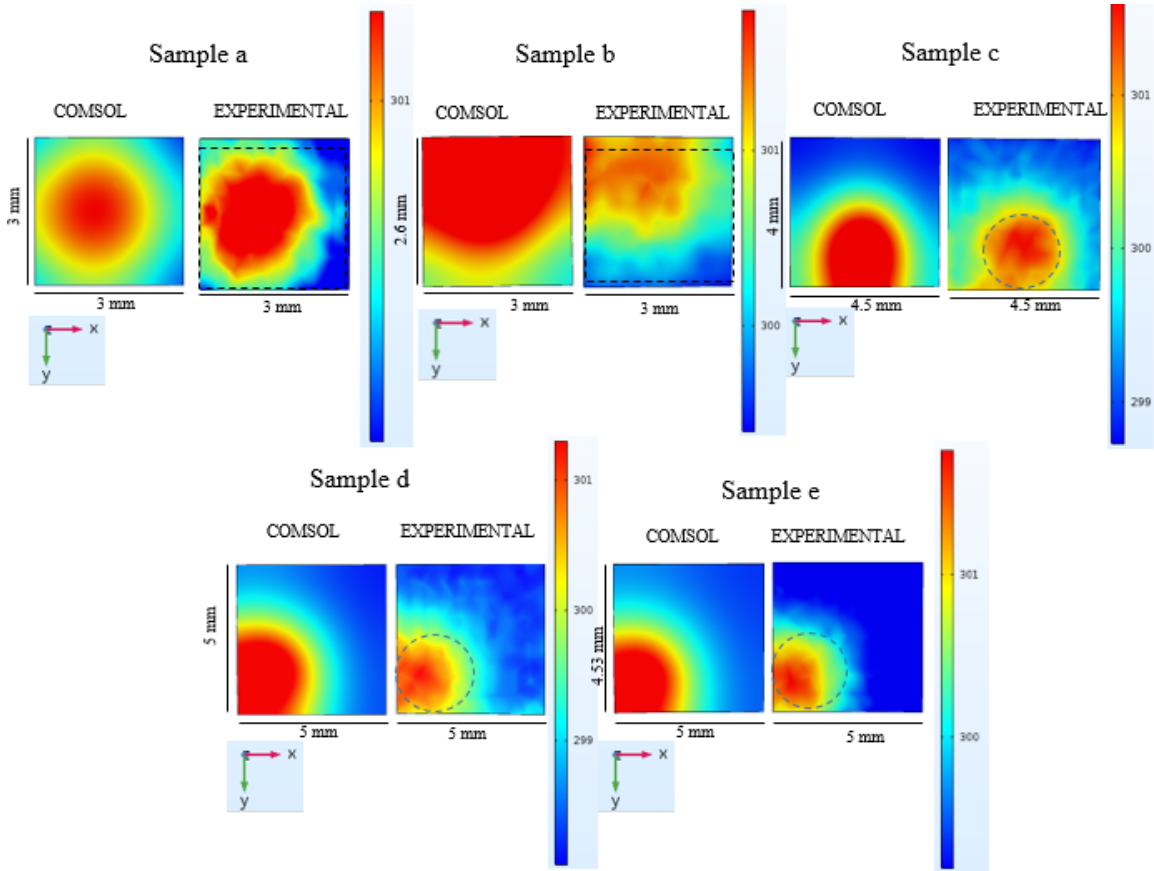 Sample a
COMSOL
EXPERIMENTAL
3 mm
3 mm
3 mm
301
x
y
Sample b
COMSOL
EXPERIMENTAL
2.6 mm
3 mm
3 mm
301
300
x
y
Sample c
COMSOL
EXPERIMENTAL
4 mm
4.5 mm
4.5 mm
301
300
299
x
y
Sample d
COMSOL
EXPERIMENTAL
5 mm
5 mm
5 mm
301
300
299
x
y
Sample e
COMSOL
EXPERIMENTAL
4.53 mm
5 mm
5 mm
301
300
x
y